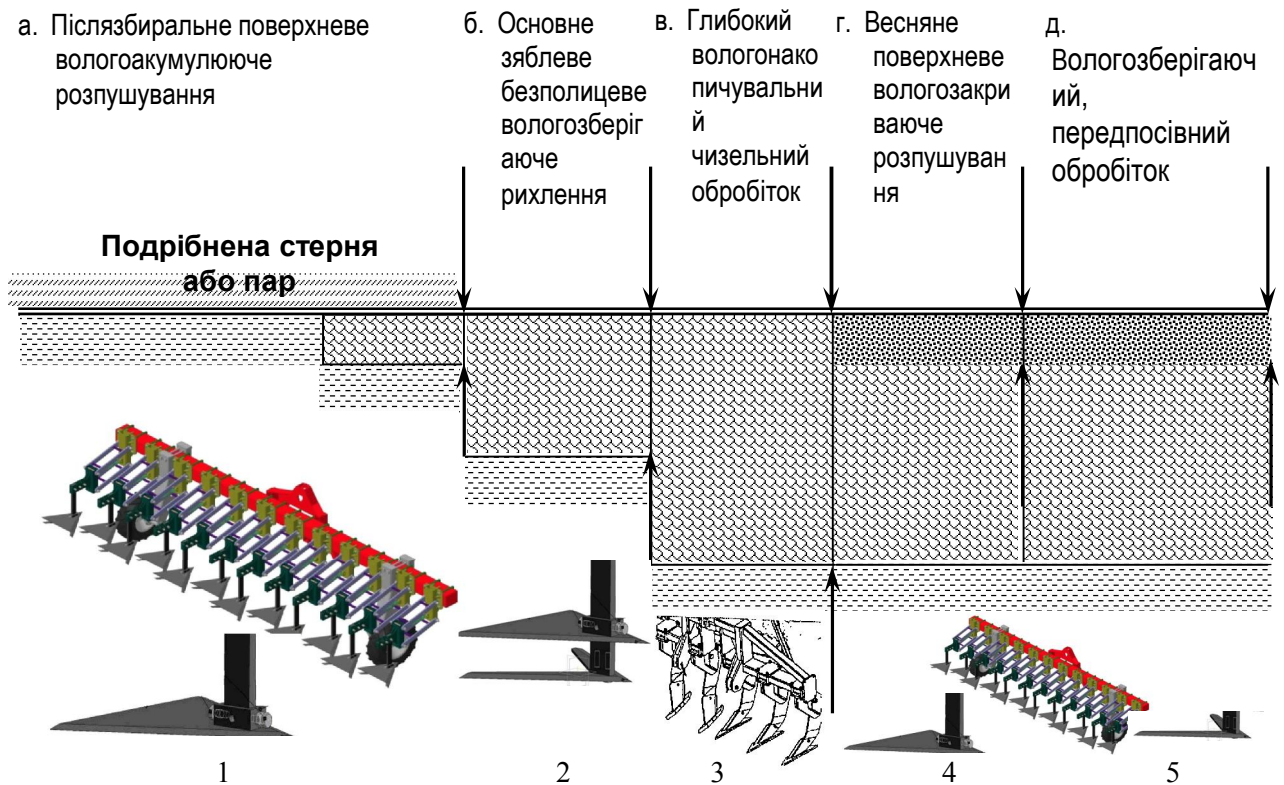 а. Післязбиральне поверхневе
вологоакумулююче
розпушування
б. Основне
зяблеве
безполицеве
вологозберіг
аюче
рихлення
в. Глибокий
вологонако
пичувальни
й
чизельний
обробіток
г. Весняне
поверхневе
вологозакри
ваюче
розпушуван
ня
д.
Вологозберігаюч
ий,
передпосівний
обробіток
Подрібнена стерня
або пар
1
2
3
4
5